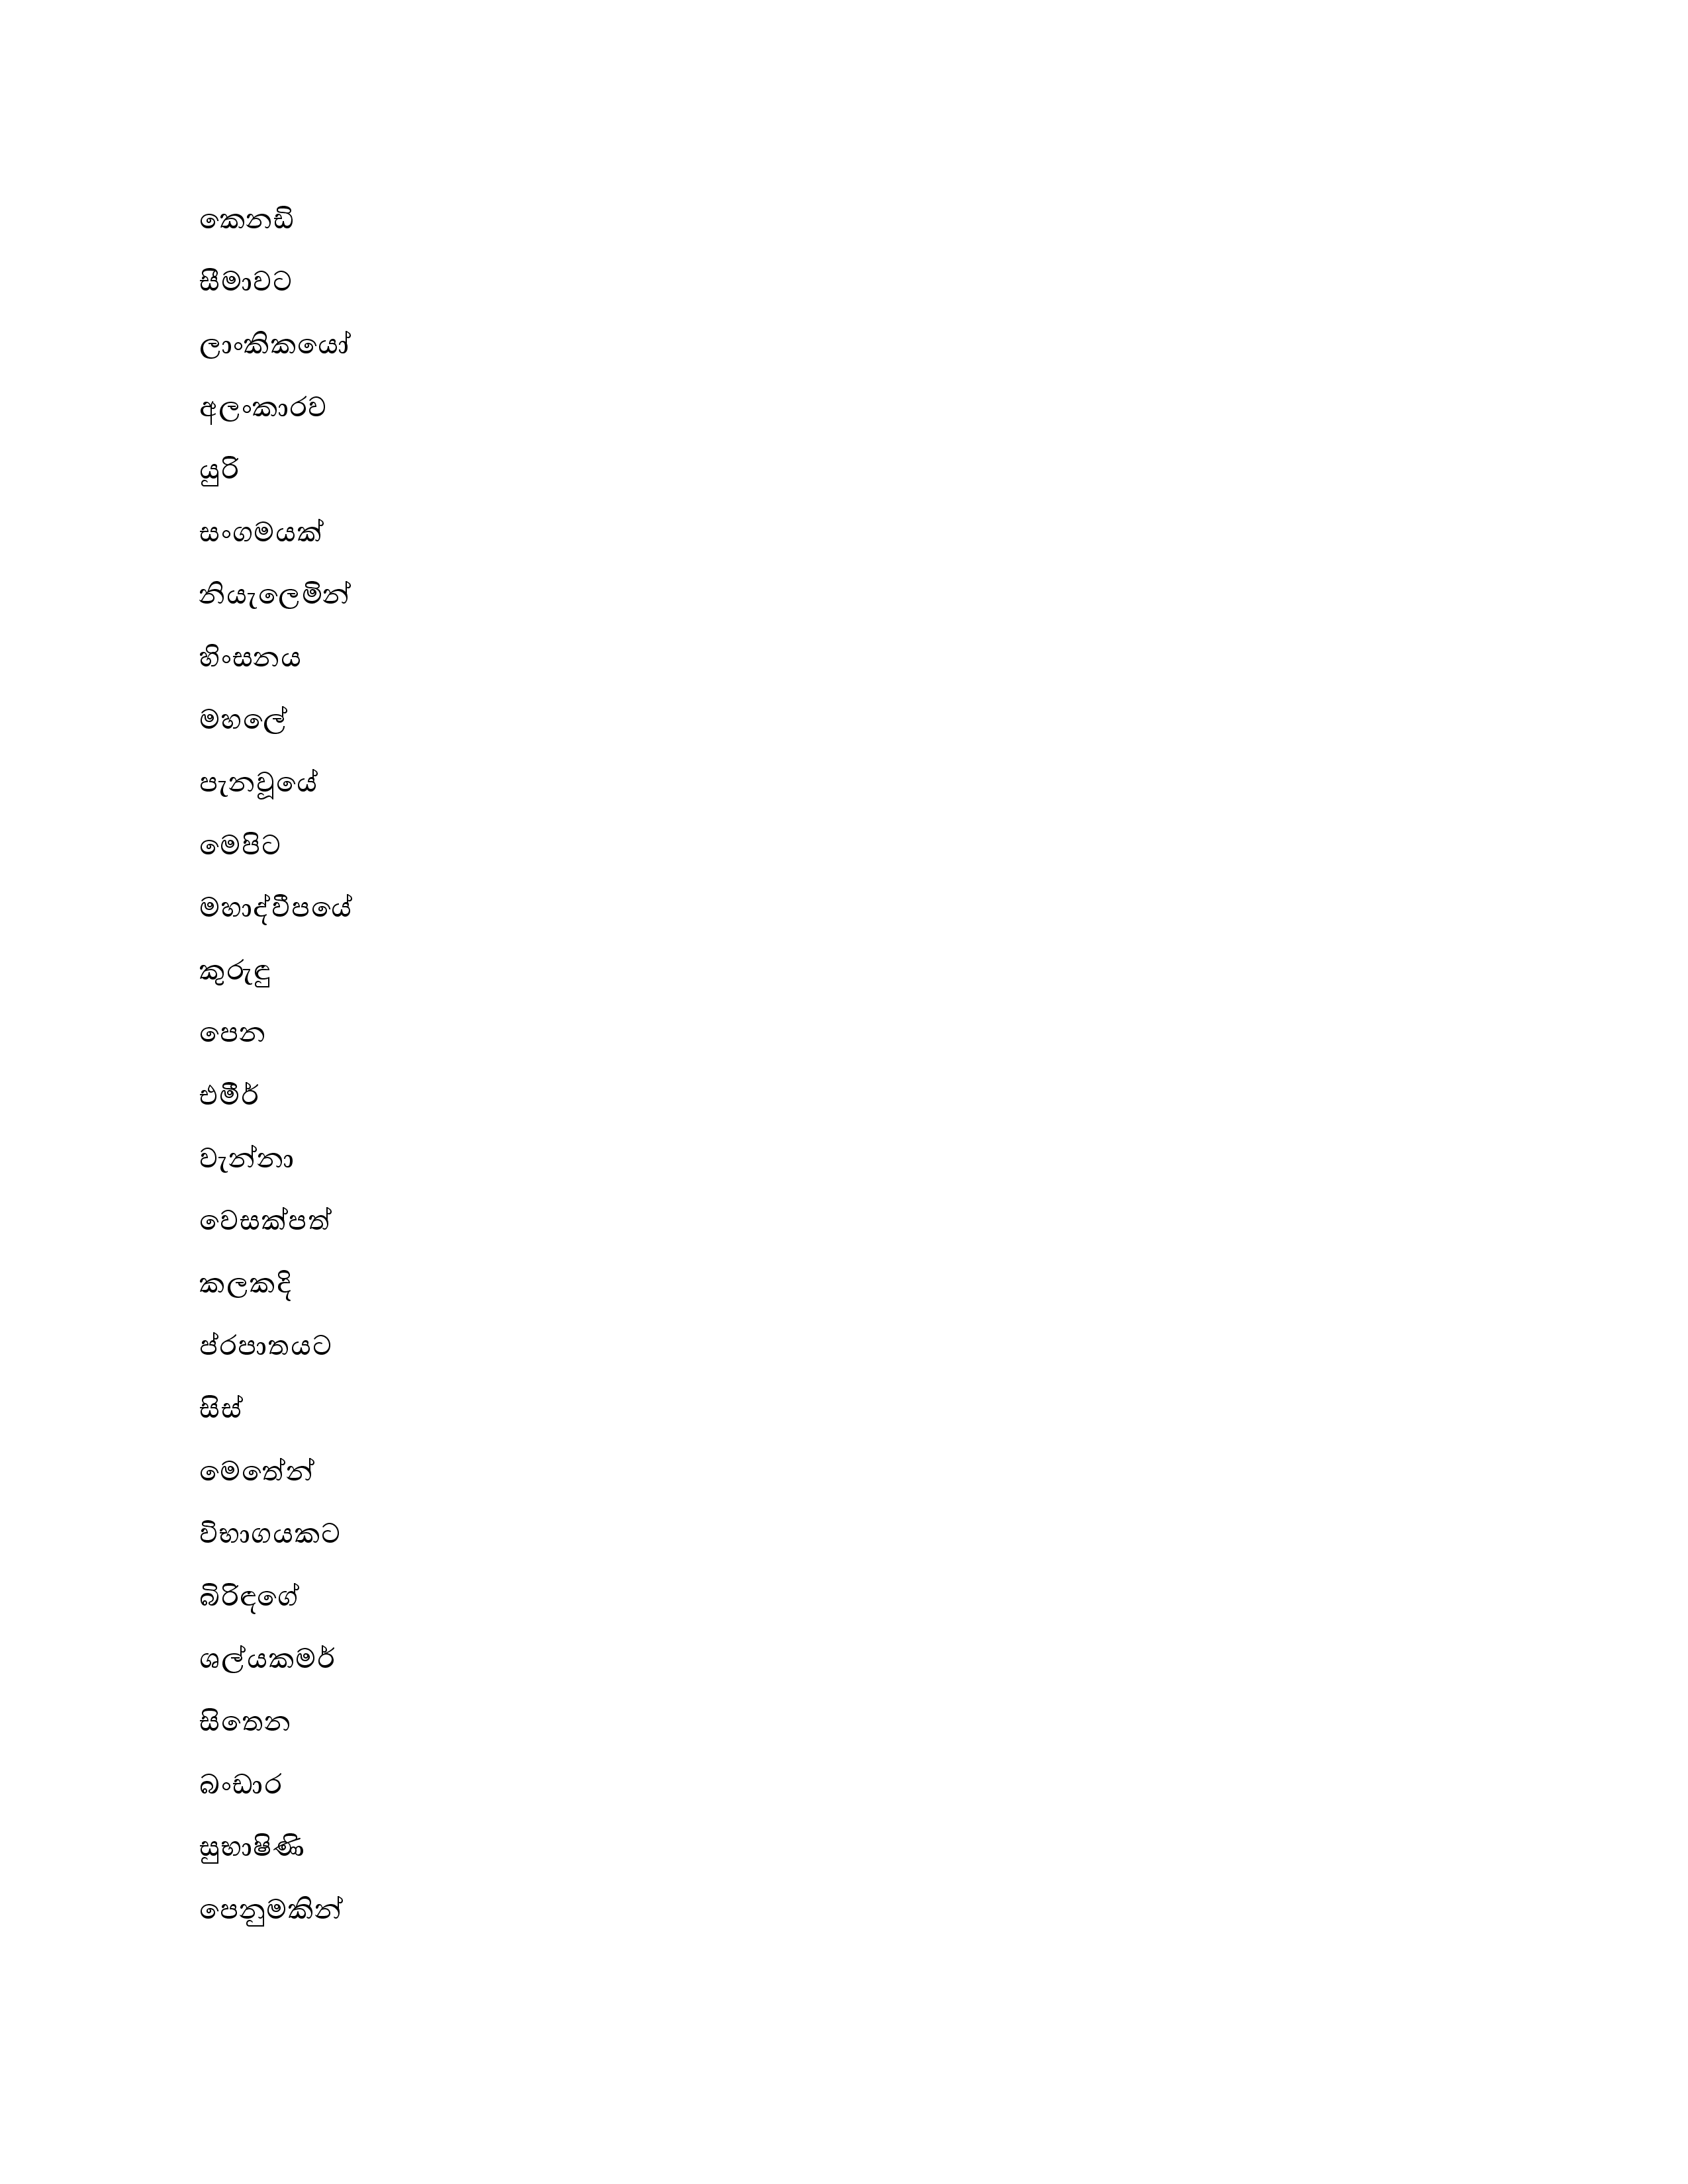 කෙනඩි
සීමාවට
ලාංකිකයෝ
අලංකාරව
යුරි
සංගමයක්
නියැලෙමින්
හිංසනය
මහලේ
පැනවූයේ
මෙපිට
මහාද්වීපයේ
කුරුඳු
පෙන
එමීර්
වැන්නා
වෙසක්පත්
කලකදි
ප්රපාතයට
සිස්
මෙතේන්
විභාගයකට
බිරිඳගේ
ශල්යකමර්
සිතෙන
බංඩාර
සුභාෂිණි
පෙනුමකින්